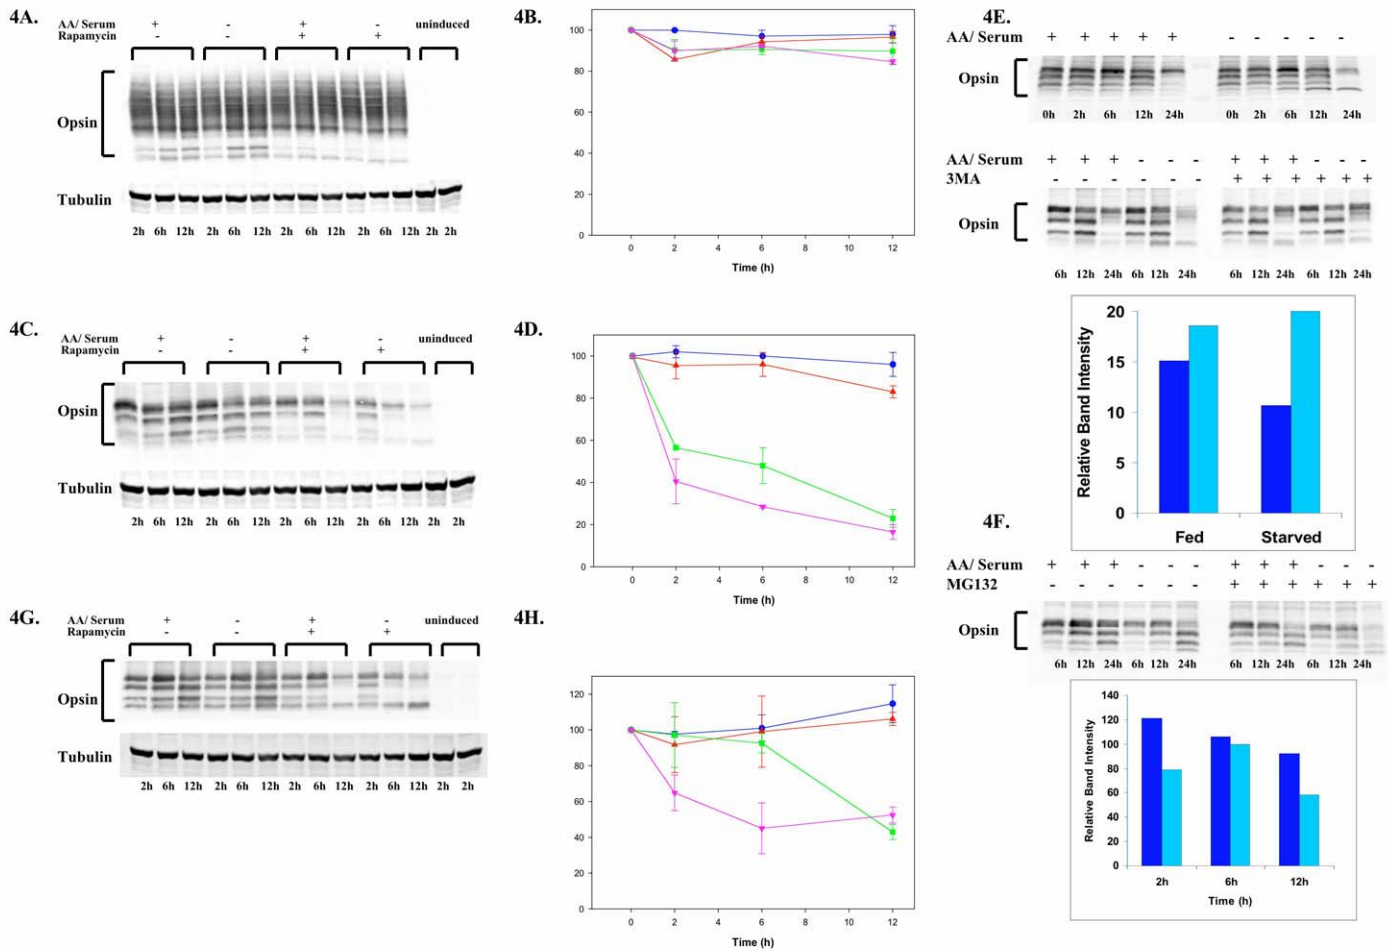 4A.
AA/ Serum + - + - uninduced
Rapamycin - - + +
Opsin
Tubulin
2h 6h 12h 2h 6h 12h 2h 6h 12h 2h 6h 12h 2h 2h
4B.
100
80
60
40
20
0
0 2 4 6 8 10 12
Time (h)
4C.
AA/ Serum + - + - uninduced
Rapamycin - - + +
Opsin
Tubulin
2h 6h 12h 2h 6h 12h 2h 6h 12h 2h 6h 12h 2h 2h
4D.
100
80
60
40
20
0
0 2 4 6 8 10 12
Time (h)
4G.
AA/ Serum + - + - uninduced
Rapamycin - - + +
Opsin
Tubulin
2h 6h 12h 2h 6h 12h 2h 6h 12h 2h 6h 12h 2h 2h
4H.
120
100
80
60
40
20
0
0 2 4 6 8 10 12
Time (h)
4E.
AA/ Serum + + + + + - - - - -
Opsin
0h 2h 6h 12h 24h 0h 2h 6h 12h 24h
AA/ Serum + + + - - - + + + - - -
3MA - - - - - - + + + + + +
Opsin
6h 12h 24h 6h 12h 24h 6h 12h 24h 6h 12h 24h
Relative Band Intensity
20
15
10
5
0
Fed Starved
4F.
AA/ Serum + + + - - - + + + - - -
MG132 - - - - - - + + + + + +
Opsin
6h 12h 24h 6h 12h 24h 6h 12h 24h 6h 12h 24h
Relative Band Intensity
140
120
100
80
60
40
20
0
2h 6h 12h
Time (h)